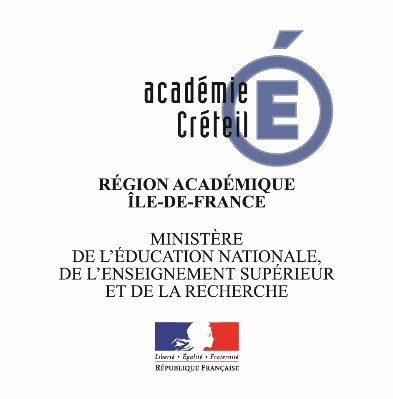 académie
Créteil
É
RÉGION ACADÉMIQUE
ÎLE-DE-FRANCE
MINISTÈRE
DE L'ÉDUCATION NATIONALE,
DE L'ENSEIGNEMENT SUPÉRIEUR
ET DE LA RECHERCHE
Liberté • Égalité • Fraternité
RÉPUBLIQUE FRANÇAISE